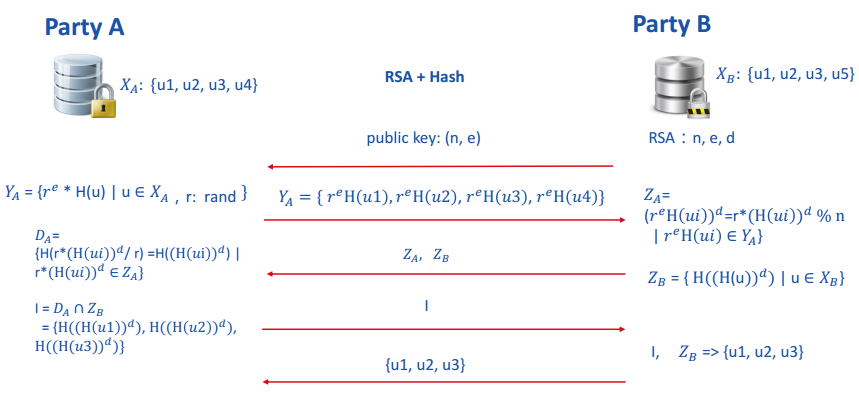 Party A
Party B
X_A: {u1, u2, u3, u4}
RSA + Hash
X_B: {u1, u2, u3, u5}
public key: (n, e)
RSA：n, e, d
Y_A = {r^e * H(u) | u ∈ X_A , r: rand }
Y_A = { r^eH(u1), r^eH(u2), r^eH(u3), r^eH(u4)}
Z_A=
(r^eH(ui))^d=r*(H(ui))^d % n
| r^eH(ui) ∈ Y_A}
D_A=
{H(r*(H(ui))^d/ r) =H((H(ui))^d) |
r*(H(ui))^d ∈ Z_A}
Z_A, Z_B
Z_B = { H((H(u))^d) | u ∈ X_B}
I = D_A ∩ Z_B
= {H((H(u1))^d), H((H(u2))^d),
H((H(u3))^d)}
I
I, Z_B => {u1, u2, u3}
{u1, u2, u3}